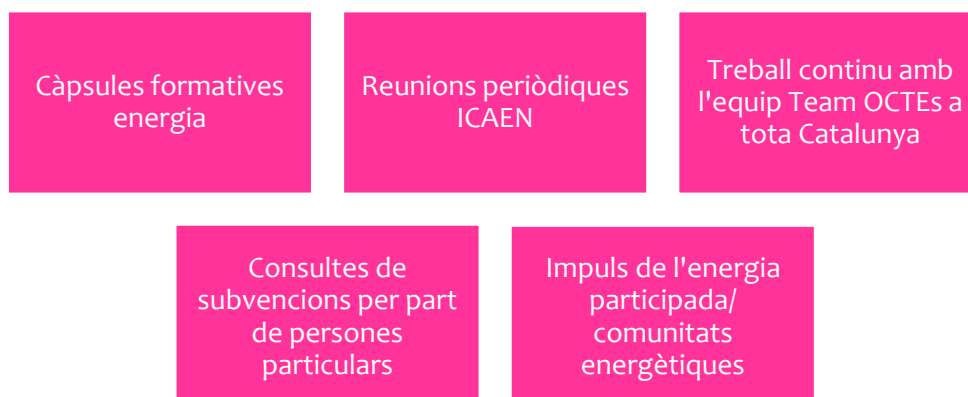 Càpsules formatives
energia
Reunions periòdiques
ICAEN
Treball continu amb
l'equip Team OCTEs a
tota Catalunya
Consultes de
subvencions per part
de persones
particulars
Impuls de l'energia
participada/
comunitats
energètiques